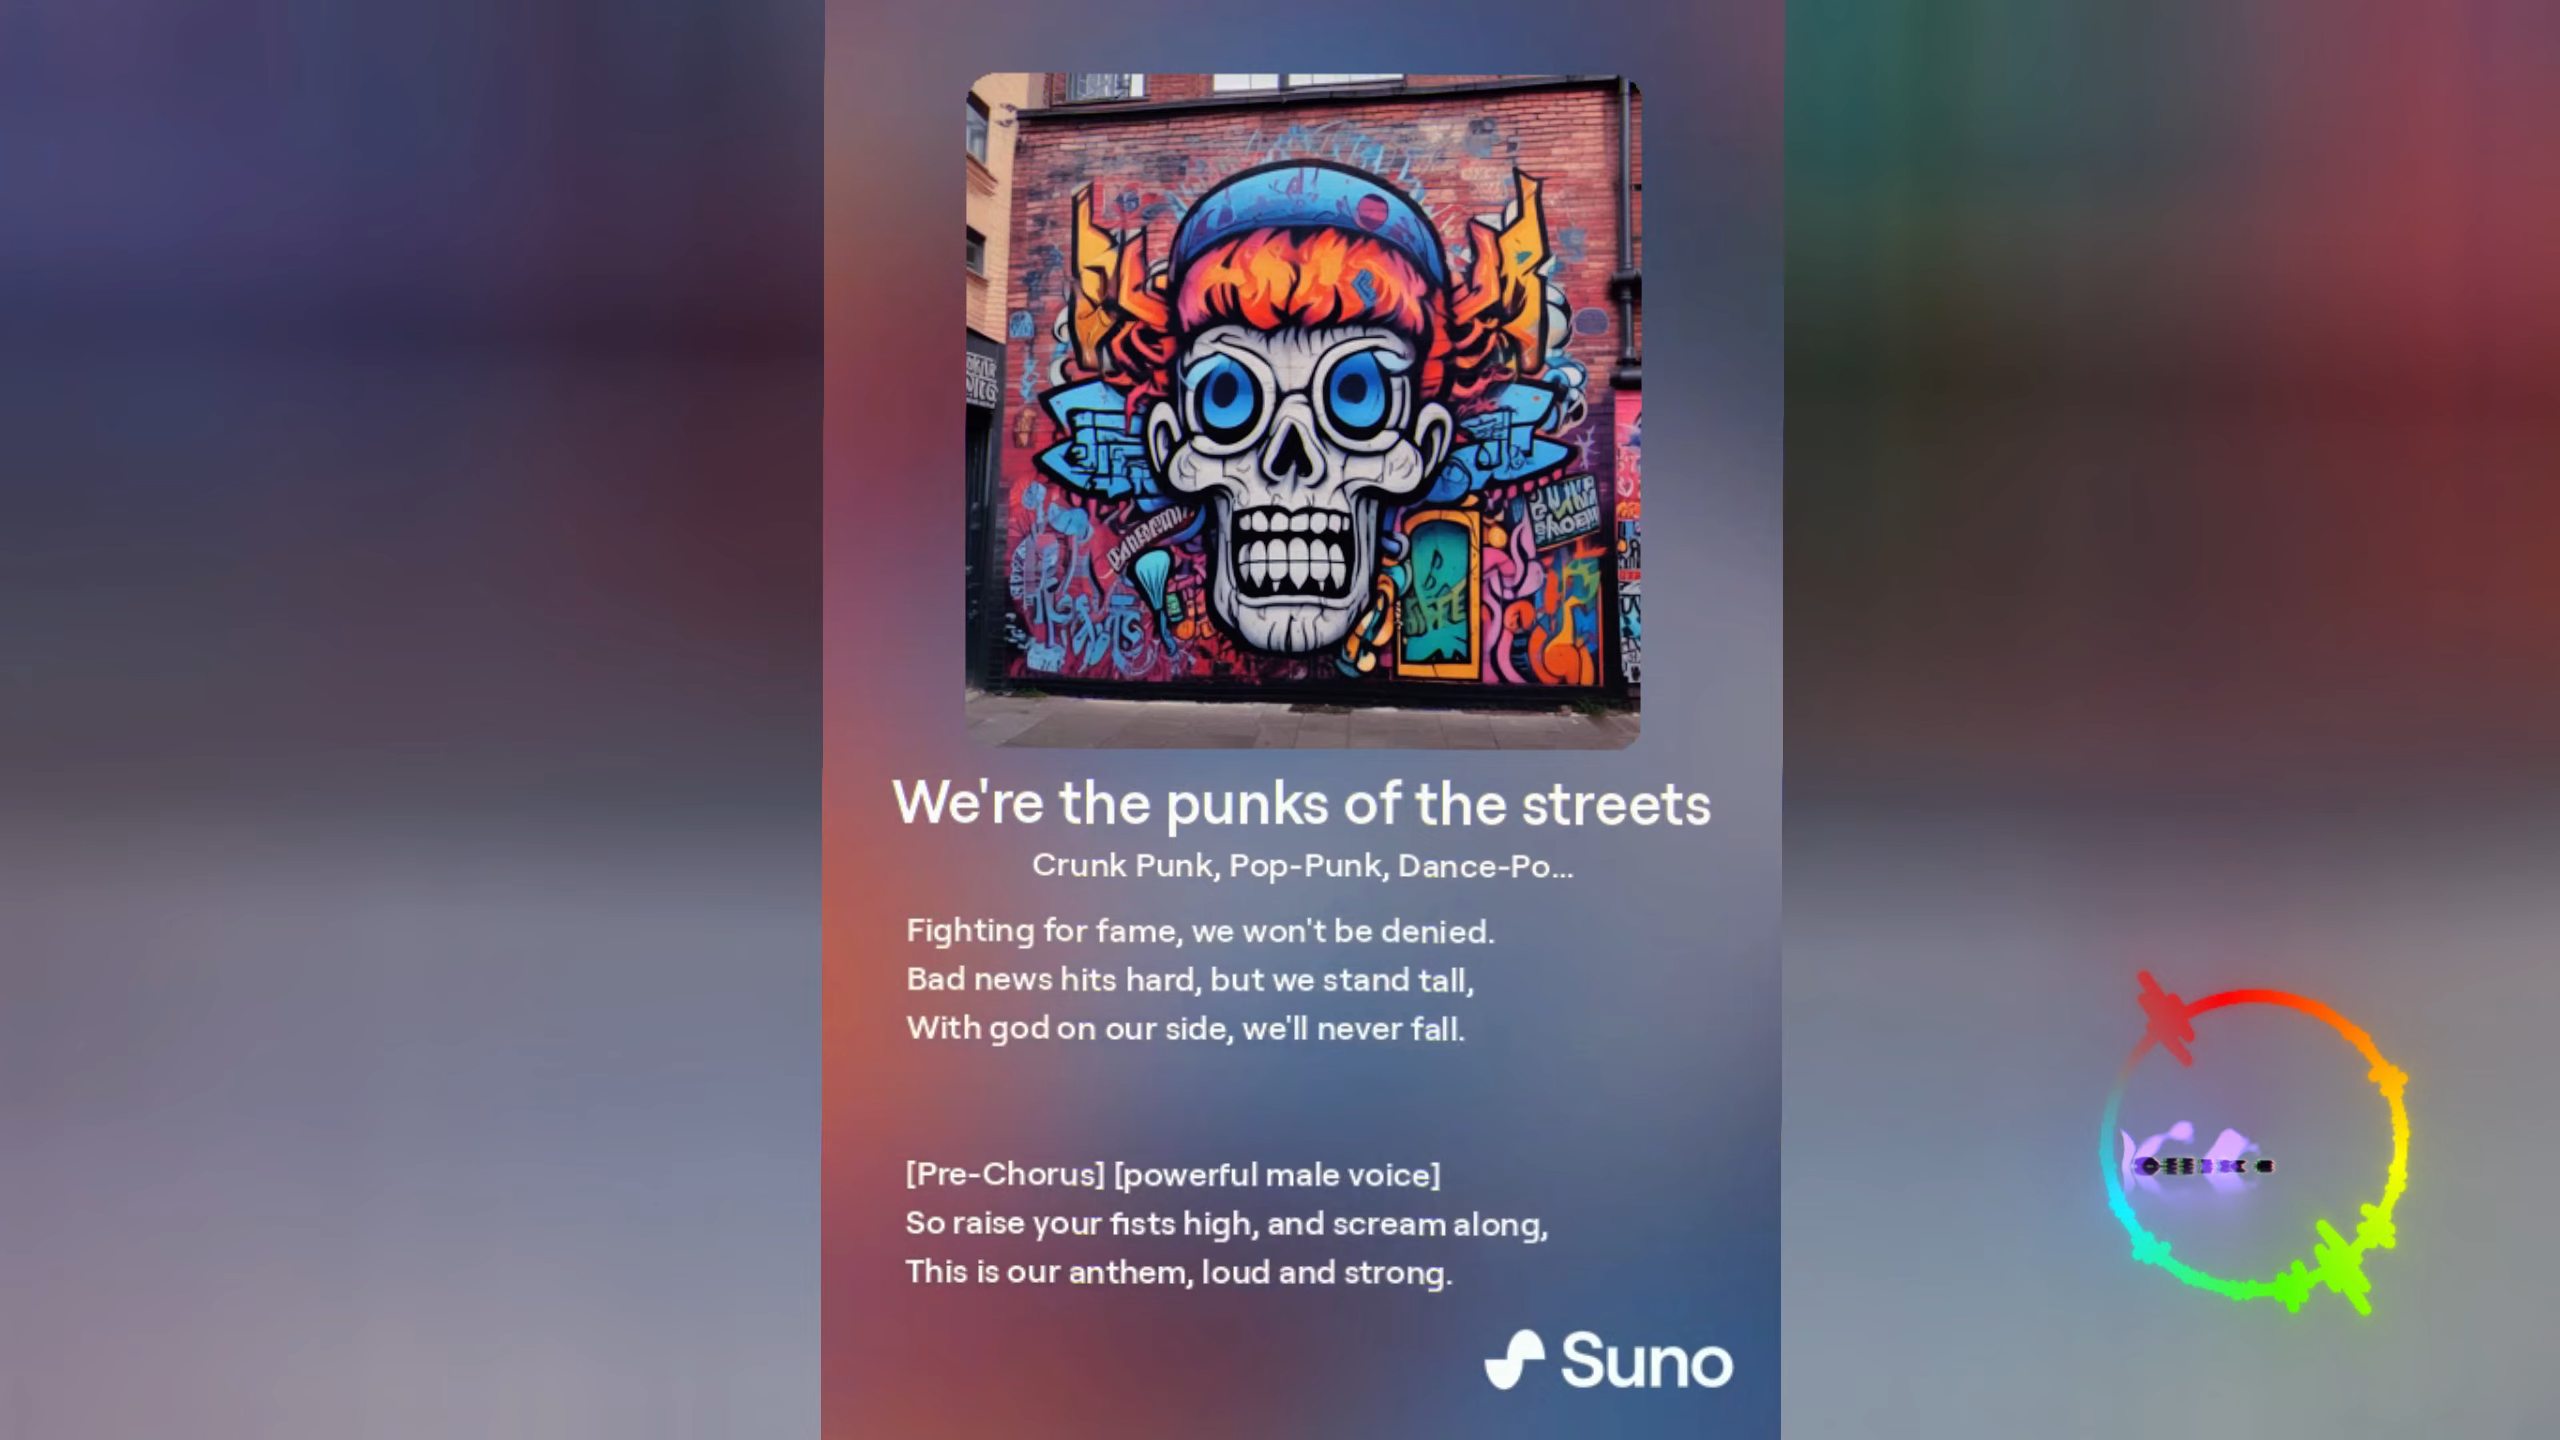 We're the punks of the streets
Crunk Punk, Pop-Punk, Dance-Po...
Fighting for fame, we won't be denied.
Bad news hits hard, but we stand tall,
With god on our side, we'll never fall.
[Pre-Chorus] [powerful male voice]
So raise your fists high, and scream along,
This is our anthem, loud and strong.
Suno